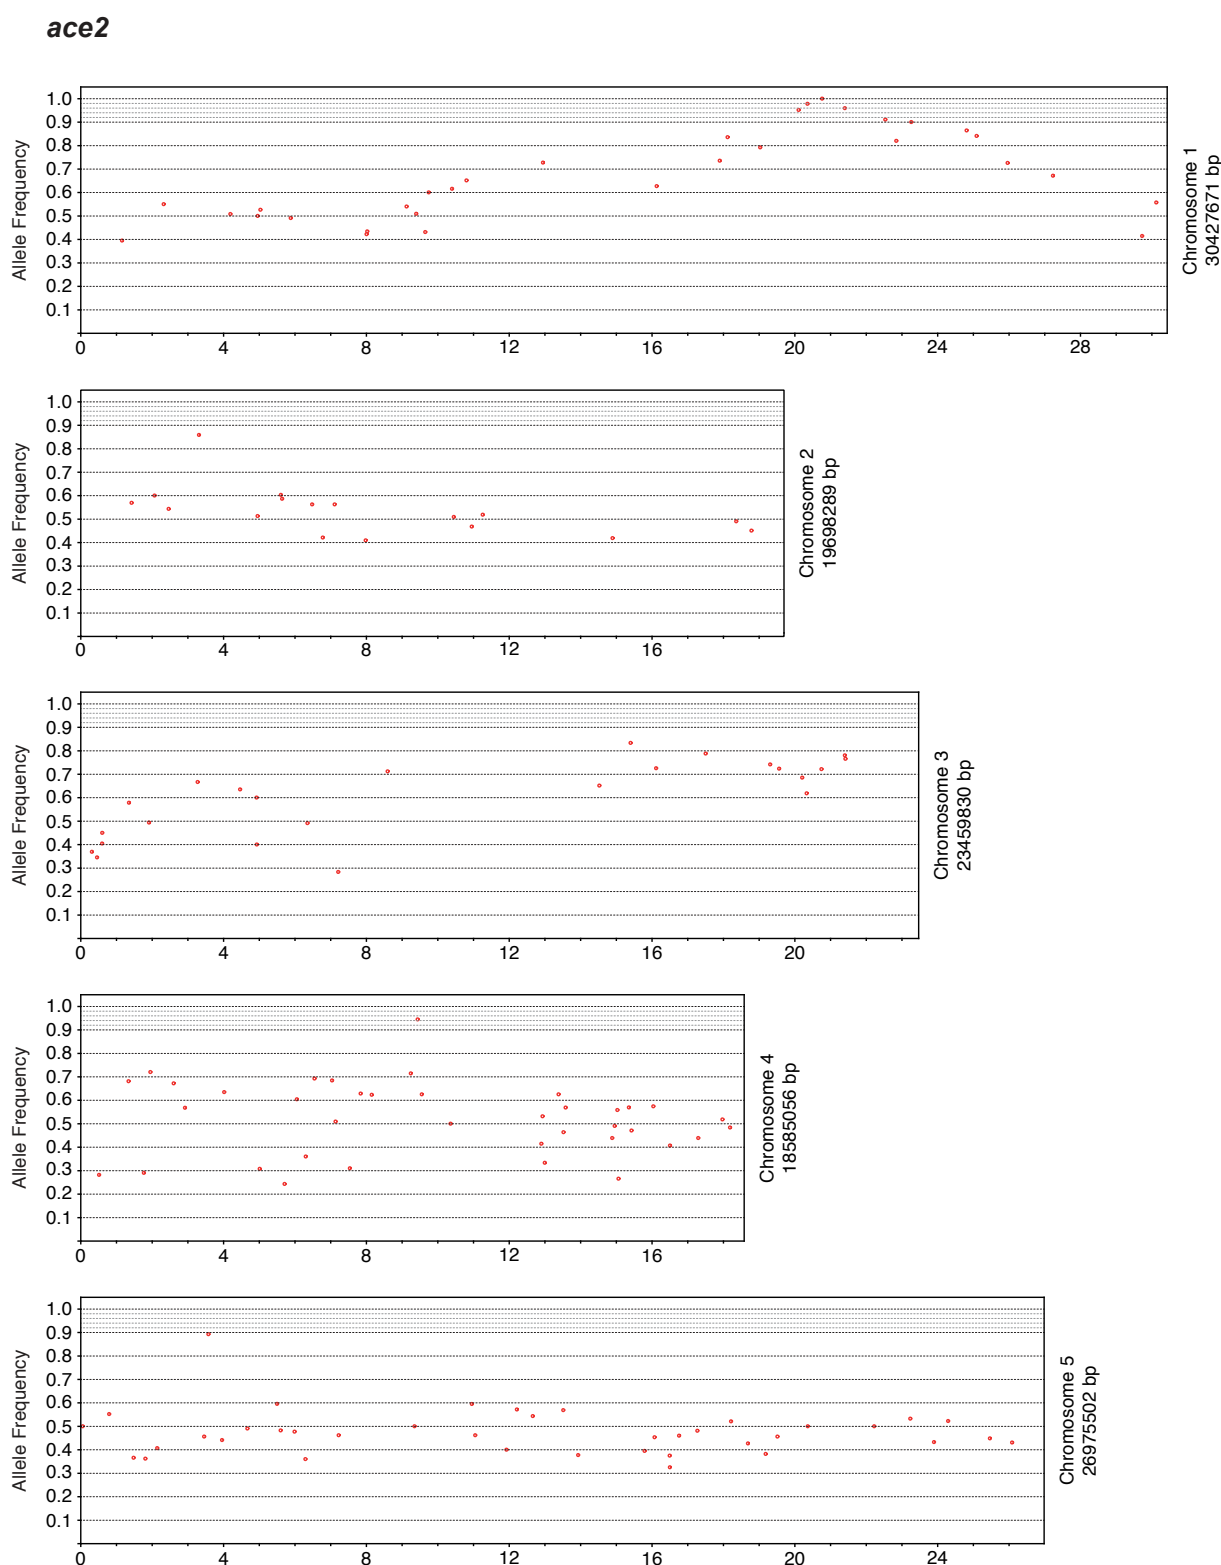 ace2
Allele Frequency
1.0
0.9
0.8
0.7
0.6
0.5
0.4
0.3
0.2
0.1
0 4 8 12 16 20 24 28
Chromosome 1
30427671 bp
Allele Frequency
1.0
0.9
0.8
0.7
0.6
0.5
0.4
0.3
0.2
0.1
0 4 8 12 16
Chromosome 2
19698289 bp
Allele Frequency
1.0
0.9
0.8
0.7
0.6
0.5
0.4
0.3
0.2
0.1
0 4 8 12 16 20
Chromosome 3
23459830 bp
Allele Frequency
1.0
0.9
0.8
0.7
0.6
0.5
0.4
0.3
0.2
0.1
0 4 8 12 16
Chromosome 4
18585056 bp
Allele Frequency
1.0
0.9
0.8
0.7
0.6
0.5
0.4
0.3
0.2
0.1
0 4 8 12 16 20 24
Chromosome 5
26975502 bp